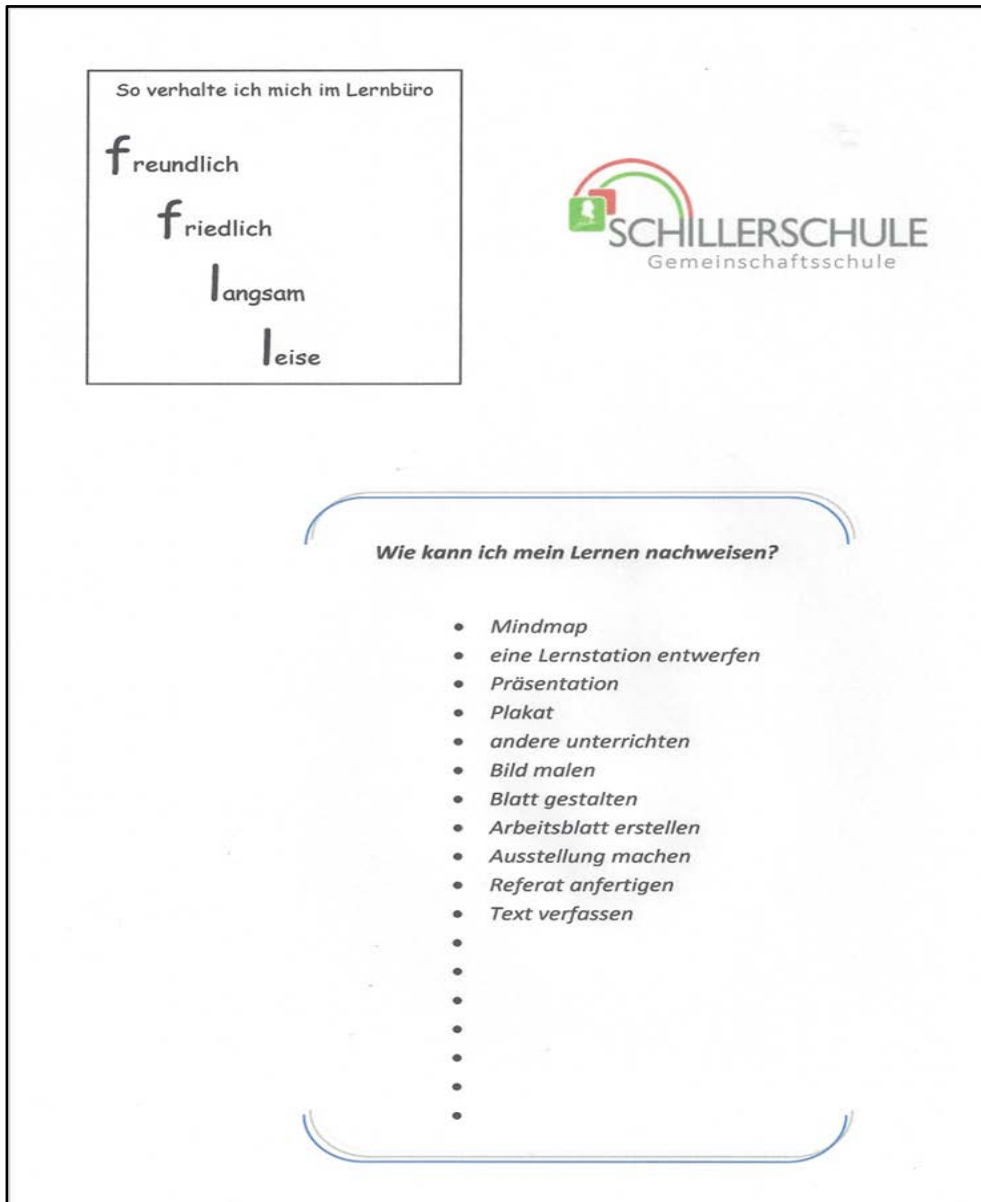 So verhalte ich mich im Lernbüro
freundlich
friedlich
langsam
leise
SCHILLERSCHULE
Gemeinschaftsschule
Wie kann ich mein Lernen nachweisen?
• Mindmap
• eine Lernstation entwerfen
• Präsentation
• Plakat
• andere unterrichten
• Bild malen
• Blatt gestalten
• Arbeitsblatt erstellen
• Ausstellung machen
• Referat anfertigen
• Text verfassen
•
•
•
•
•
•
•